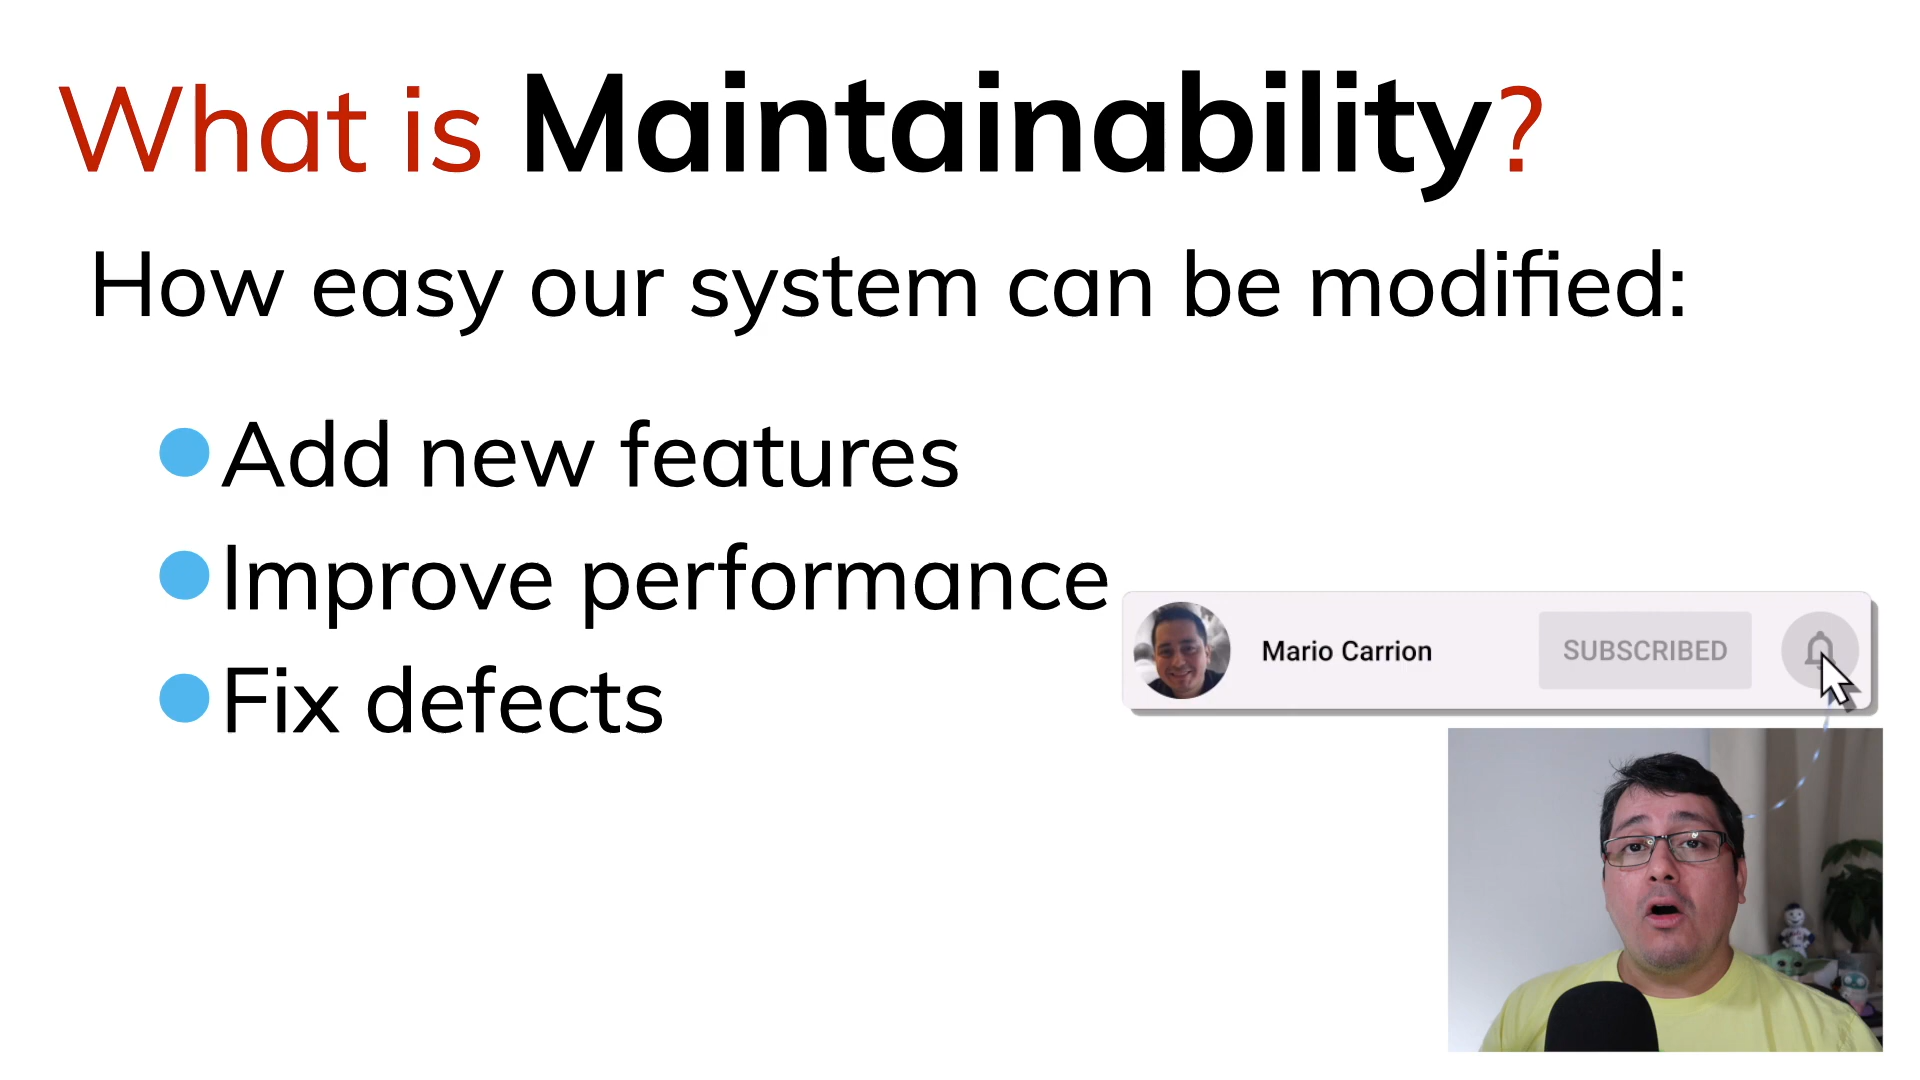 What is Maintainability?
How easy our system can be modified:
Add new features
Improve performance
Fix defects
Mario Carrion
SUBSCRIBED